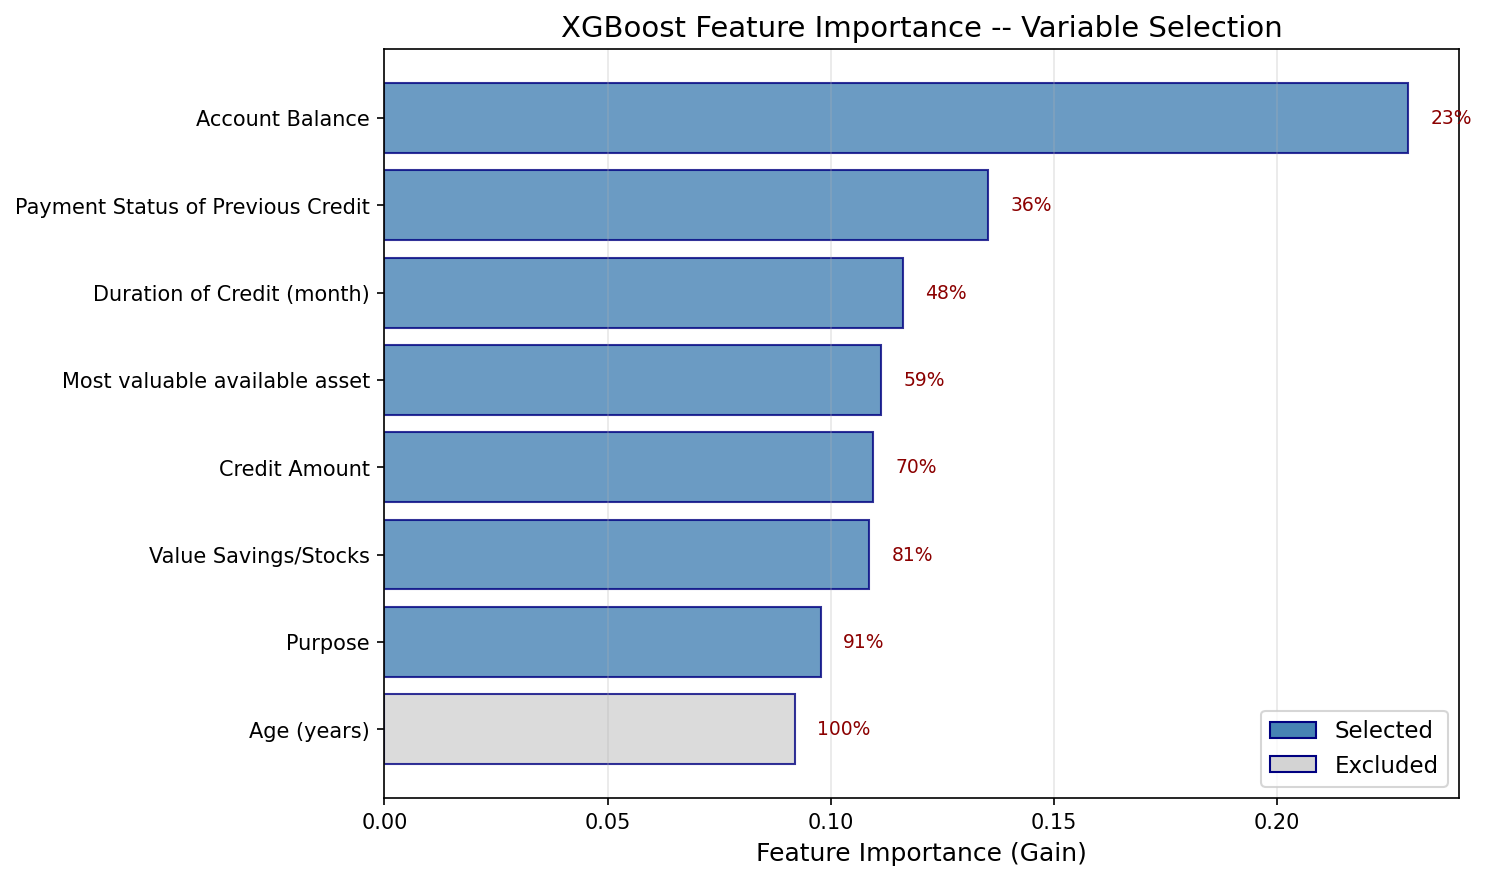 XGBoost Feature Importance -- Variable Selection
Account Balance
23%
Payment Status of Previous Credit
36%
Duration of Credit (month)
48%
Most valuable available asset
59%
Credit Amount
70%
Value Savings/Stocks
81%
Purpose
91%
Age (years)
100%
Selected
Excluded
0.00
0.05
0.10
0.15
0.20
Feature Importance (Gain)